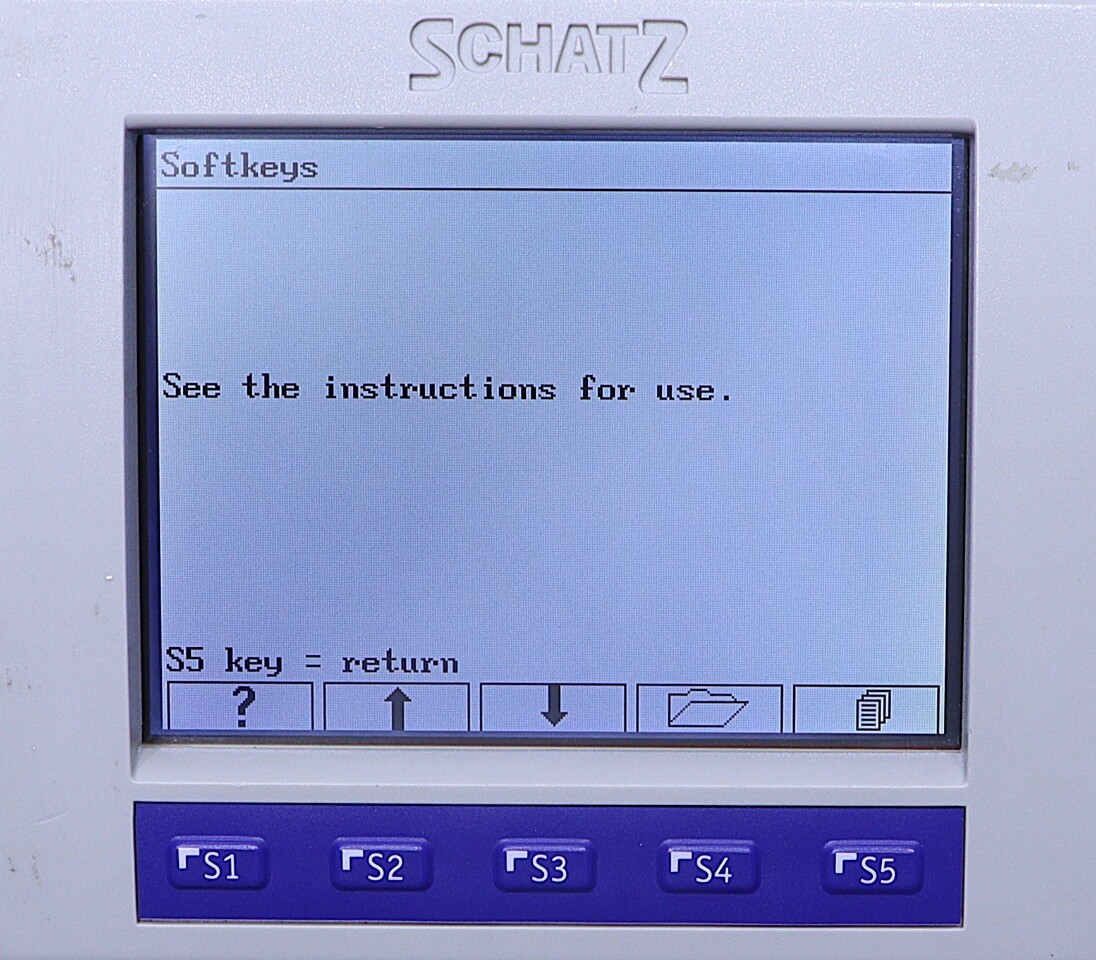 SCHATZ
Softkeys
See the instructions for use.
S5 key = return
?
S1 S2 S3 S4 S5